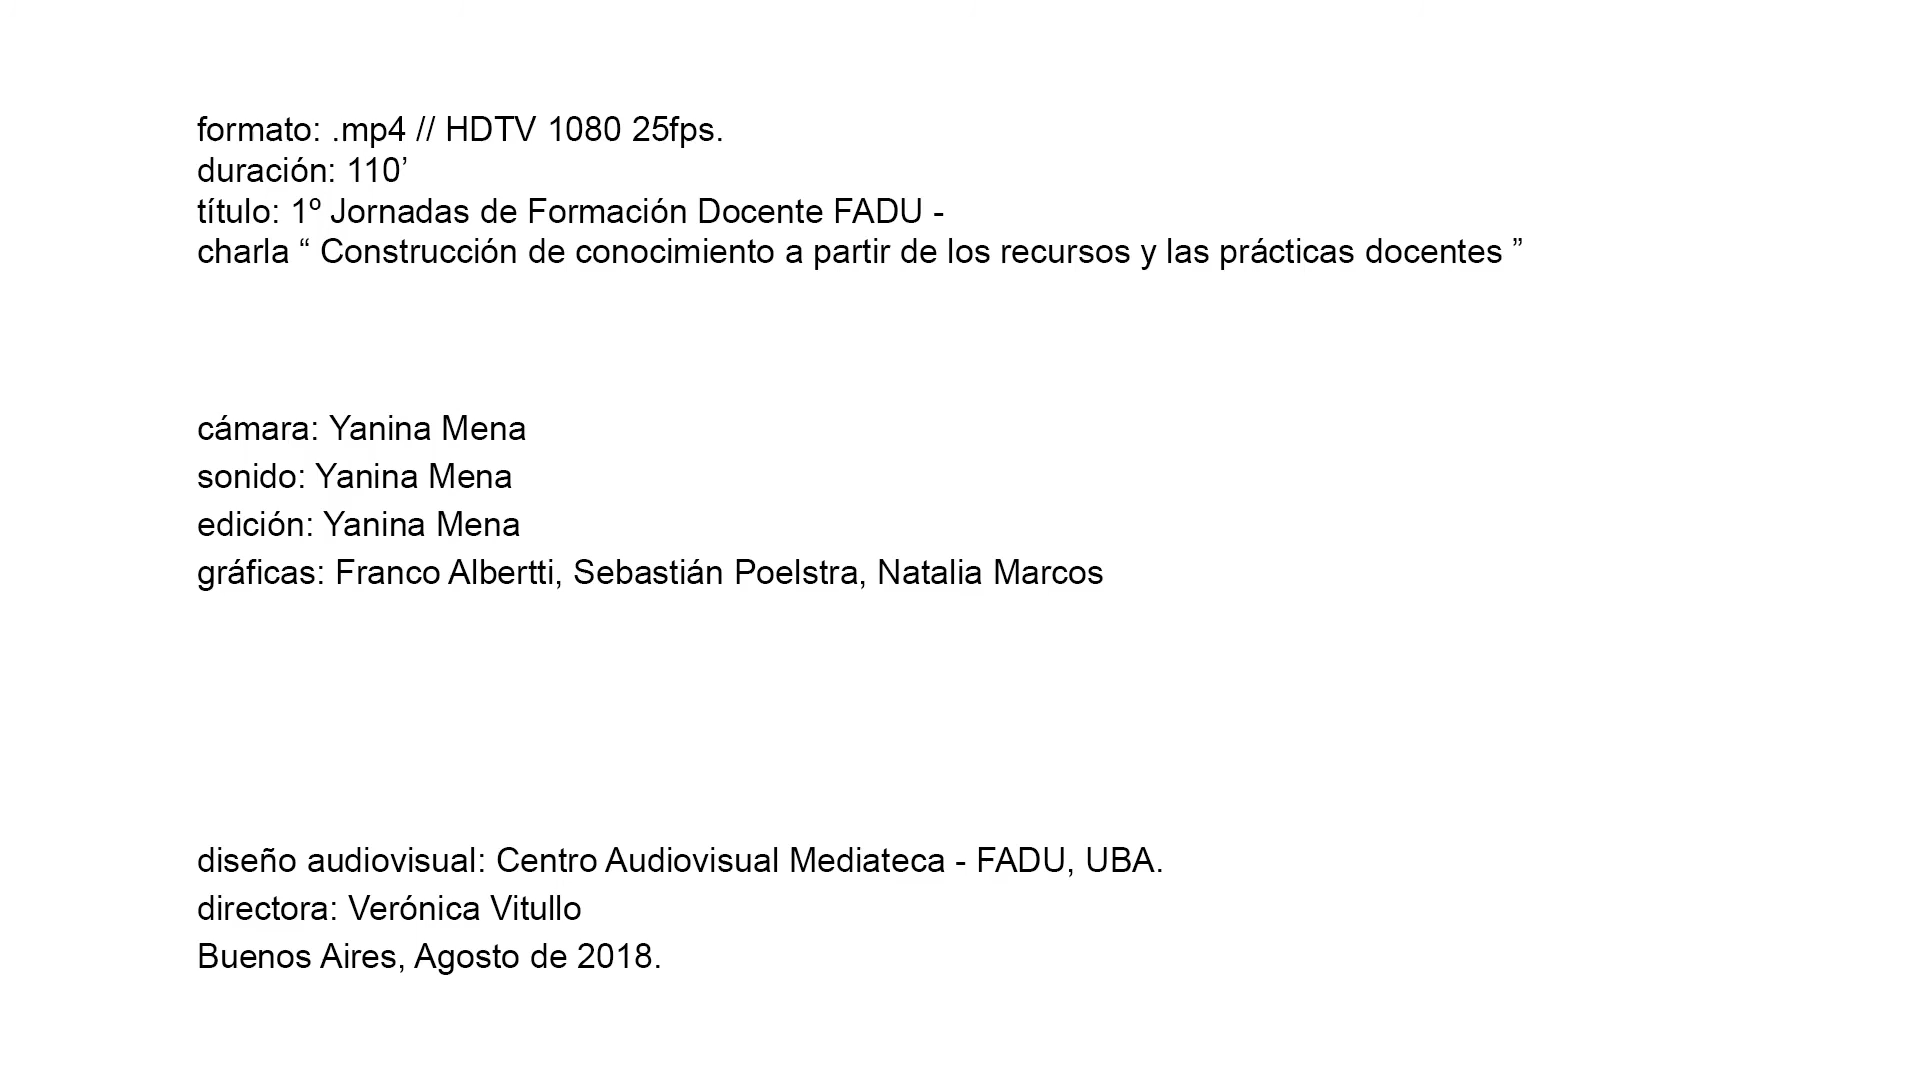 formato: .mp4 // HDTV 1080 25fps.
duración: 110’
título: 1º Jornadas de Formación Docente FADU -
charla “ Construcción de conocimiento a partir de los recursos y las prácticas docentes ”
cámara: Yanina Mena
sonido: Yanina Mena
edición: Yanina Mena
gráficas: Franco Albertti, Sebastián Poelstra, Natalia Marcos
diseño audiovisual: Centro Audiovisual Mediateca - FADU, UBA.
directora: Verónica Vitullo
Buenos Aires, Agosto de 2018.